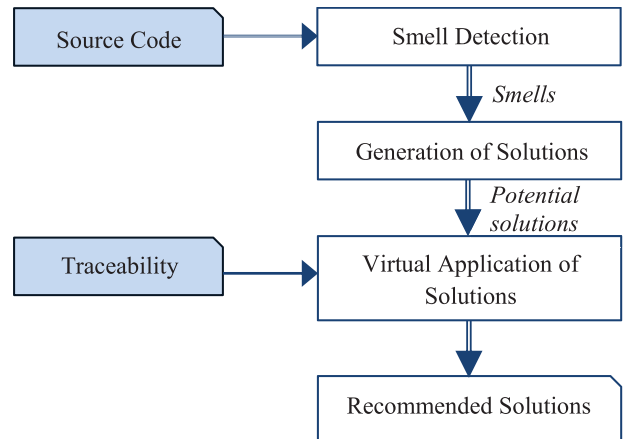 Source Code
Smell Detection
Smells
Generation of Solutions
Potential
solutions
Traceability
Virtual Application of
Solutions
Recommended Solutions